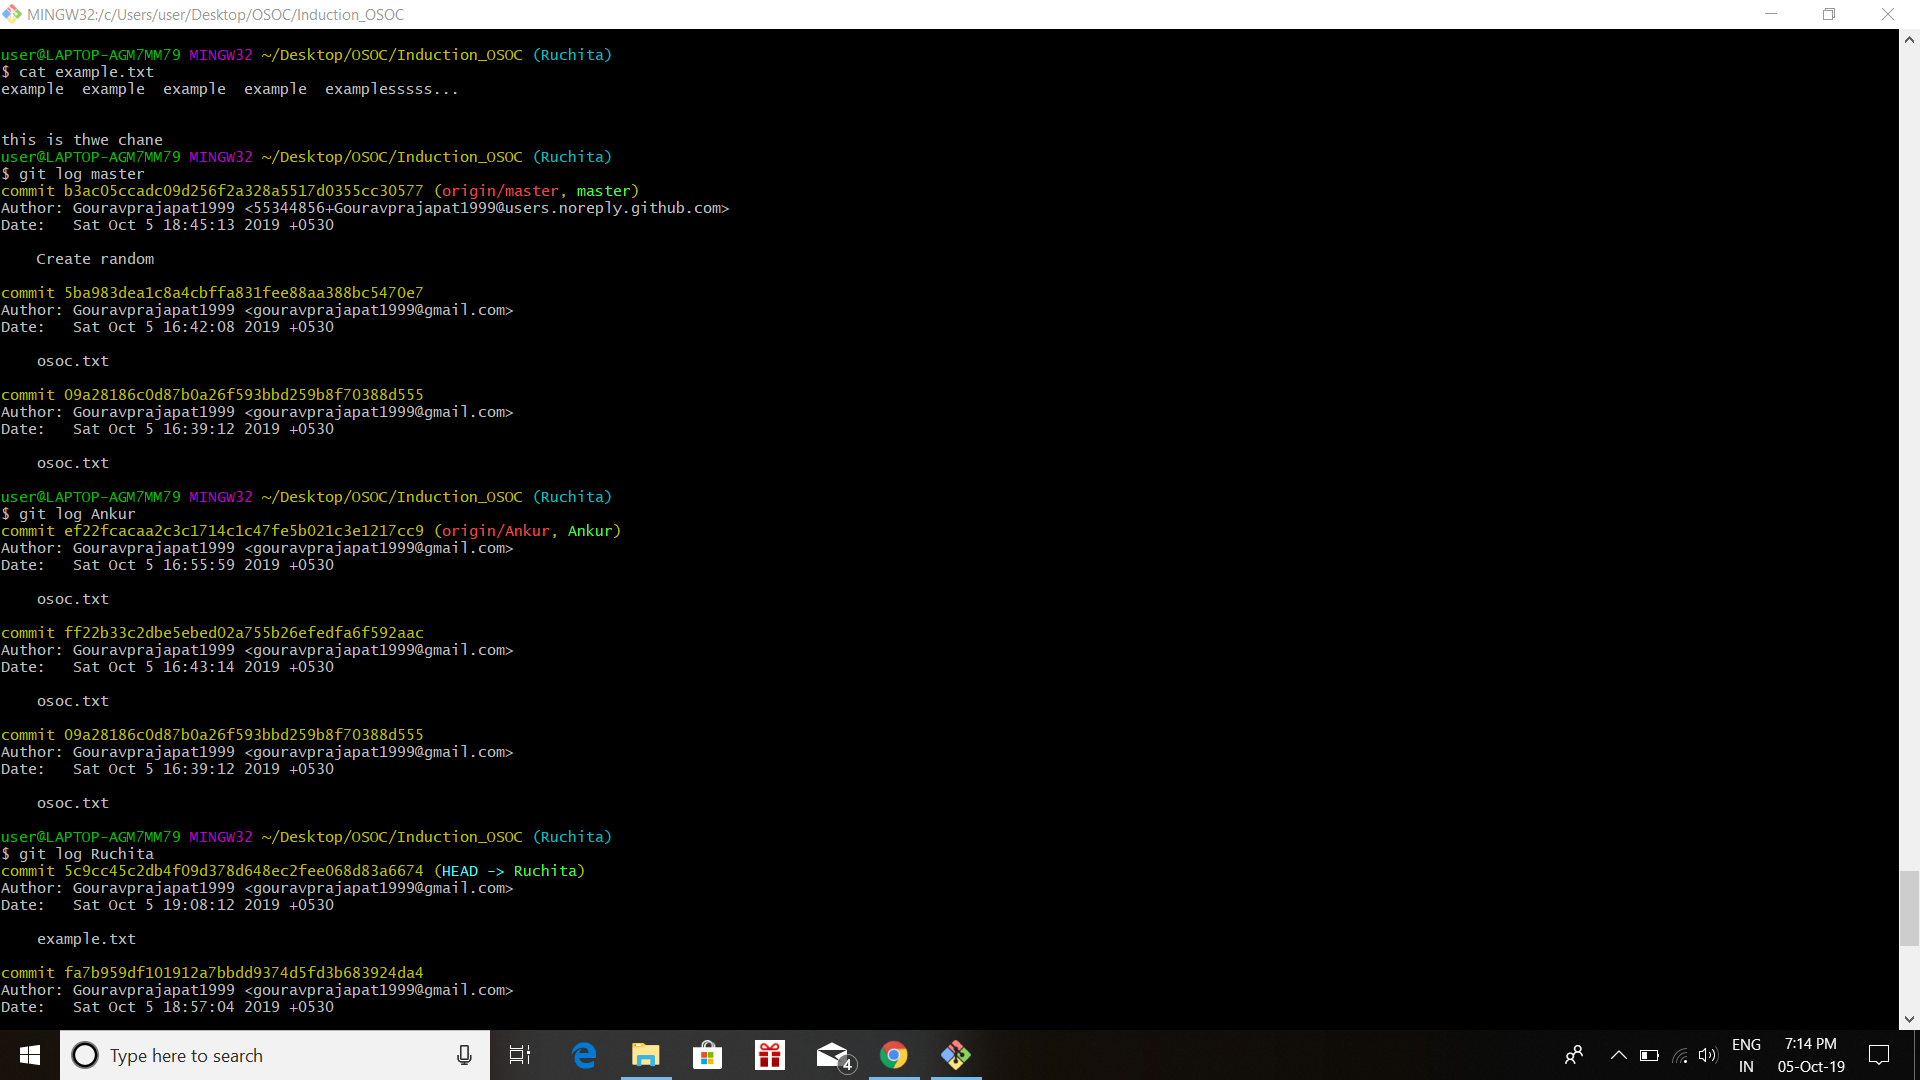 MINGW32:/c/Users/user/Desktop/OSOC/Induction_OSOC
user@LAPTOP-AGM7MM79 MINGW32 ~/Desktop/OSOC/Induction_OSOC (Ruchita)
$ cat example.txt
example  example  example  example  examplesssss...
this is thwe chane
user@LAPTOP-AGM7MM79 MINGW32 ~/Desktop/OSOC/Induction_OSOC (Ruchita)
$ git log master
commit b3ac05ccadc09d256f2a328a5517d0355cc30577 (origin/master, master)
Author: Gouravprajapat1999 <55344856+Gouravprajapat1999@users.noreply.github.com>
Date:   Sat Oct 5 18:45:13 2019 +0530
    Create random
commit 5ba983dea1c8a4cbffa831fee88aa388bc5470e7
Author: Gouravprajapat1999 <gouravprajapat1999@gmail.com>
Date:   Sat Oct 5 16:42:08 2019 +0530
    osoc.txt
commit 09a28186c0d87b0a26f593bbd259b8f70388d555
Author: Gouravprajapat1999 <gouravprajapat1999@gmail.com>
Date:   Sat Oct 5 16:39:12 2019 +0530
    osoc.txt
user@LAPTOP-AGM7MM79 MINGW32 ~/Desktop/OSOC/Induction_OSOC (Ruchita)
$ git log Ankur
commit ef22fcacaa2c3c1714c1c47fe5b021c3e1217cc9 (origin/Ankur, Ankur)
Author: Gouravprajapat1999 <gouravprajapat1999@gmail.com>
Date:   Sat Oct 5 16:55:59 2019 +0530
    osoc.txt
commit ff22b33c2dbe5ebed02a755b26efedfa6f592aac
Author: Gouravprajapat1999 <gouravprajapat1999@gmail.com>
Date:   Sat Oct 5 16:43:14 2019 +0530
    osoc.txt
commit 09a28186c0d87b0a26f593bbd259b8f70388d555
Author: Gouravprajapat1999 <gouravprajapat1999@gmail.com>
Date:   Sat Oct 5 16:39:12 2019 +0530
    osoc.txt
user@LAPTOP-AGM7MM79 MINGW32 ~/Desktop/OSOC/Induction_OSOC (Ruchita)
$ git log Ruchita
commit 5c9cc45c2db4f09d378d648ec2fee068d83a6674 (HEAD -> Ruchita)
Author: Gouravprajapat1999 <gouravprajapat1999@gmail.com>
Date:   Sat Oct 5 19:08:12 2019 +0530
    example.txt
commit fa7b959df101912a7bbdd9374d5fd3b683924da4
Author: Gouravprajapat1999 <gouravprajapat1999@gmail.com>
Date:   Sat Oct 5 18:57:04 2019 +0530
Type here to search
4
ENG
IN
7:14 PM
05-Oct-19